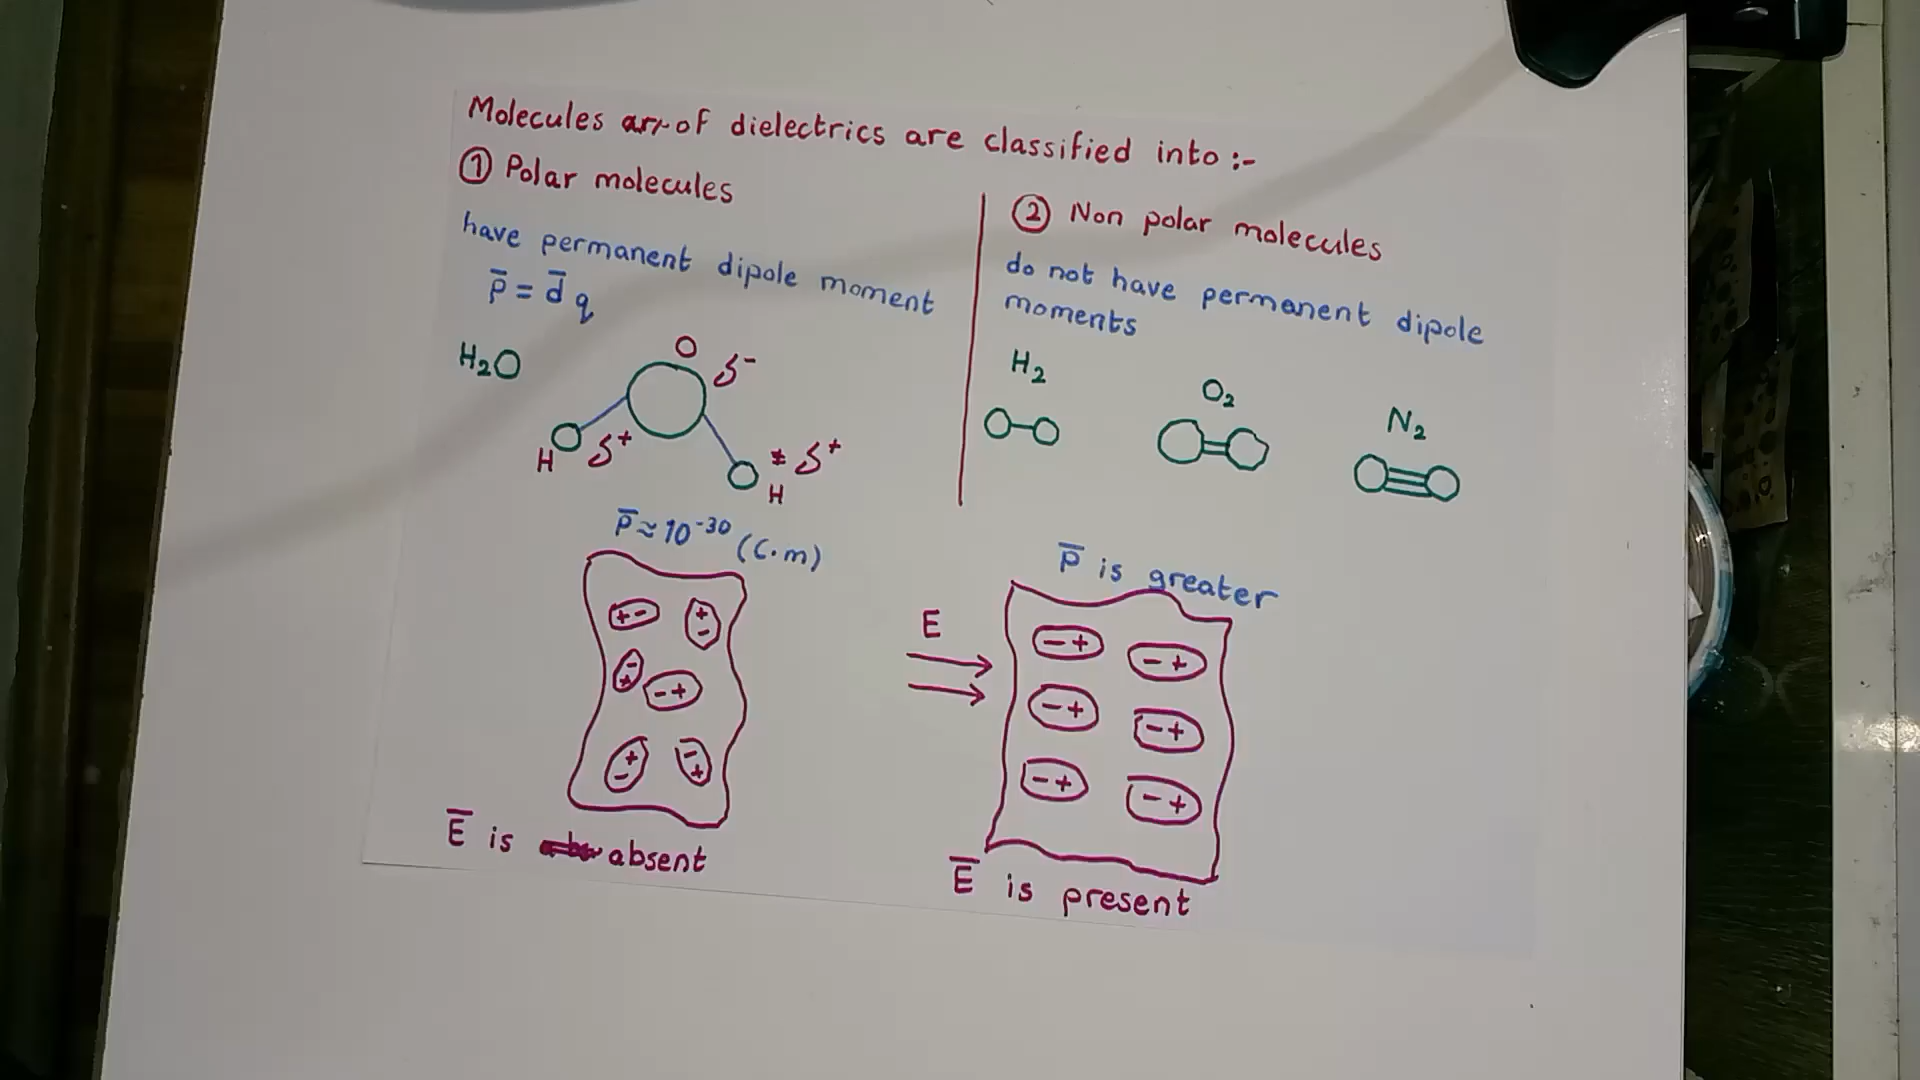 Molecules are of dielectrics are classified into :-
① Polar molecules
have permanent dipole moment
p̅ = d̅ q
H₂O
O δ⁻
H δ⁺
δ⁺
H
p̅ ≈ 10⁻³⁰ (C.m)
+ -
+
-
-
+
- +
+
-
-
+
E̅ is absent
② Non polar molecules
do not have permanent dipole
moments
H₂
O₂
N₂
p̅ is greater
E
- +
- +
- +
- +
- +
- +
E̅ is present